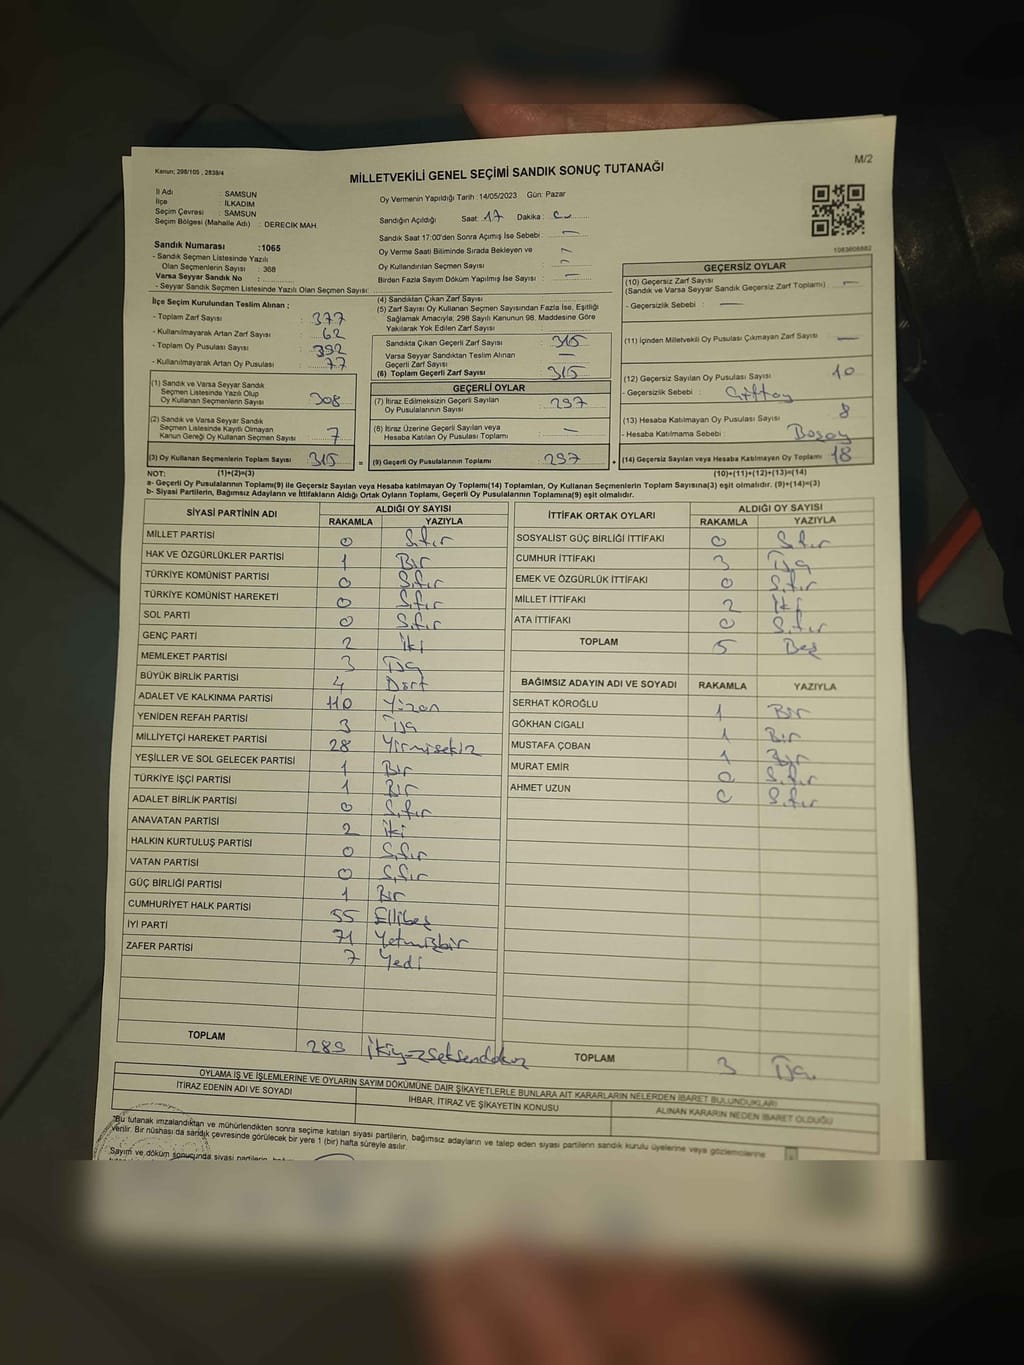 Kanun; 298/105 , 2839/4
M/2
MİLLETVEKİLİ GENEL SEÇİMİ SANDIK SONUÇ TUTANAĞI
İl Adı : SAMSUN
İlçe : İLKADIM
Seçim Çevresi : SAMSUN
Seçim Bölgesi (Mahalle Adı) : DERECİK MAH.
Sandık Numarası :1065
- Sandık Seçmen Listesinde Yazılı
Olan Seçmenlerin Sayısı : 368
Varsa Seyyar Sandık No :
- Seyyar Sandık Seçmen Listesinde Yazılı Olan Seçmen Sayısı:
Oy Vermenin Yapıldığı Tarih : 14/05/2023 Gün: Pazar
Sandığın Açıldığı Saat: 17 Dakika:
Sandık Saat 17:00'den Sonra Açımış İse Sebebi: —
Oy Verme Saati Bitiminde Sırada Bekleyen ve
Oy Kullandırılan Seçmen Sayısı : —
Birden Fazla Sayım Döküm Yapılmış İse Sayısı : —
1083608882
İlçe Seçim Kurulundan Teslim Alınan ;
- Toplam Zarf Sayısı : 377
- Kullanılmayarak Artan Zarf Sayısı : 62
- Toplam Oy Pusulası Sayısı : 392
- Kullanılmayarak Artan Oy Pusulası : 77
(1) Sandık ve Varsa Seyyar Sandık
Seçmen Listesinde Yazılı Olup
Oy Kullanan Seçmenlerin Sayısı : 308
(2) Sandık ve Varsa Seyyar Sandık
Seçmen Listesinde Kayıtlı Olmayan
Kanun Gereği Oy Kullanan Seçmen Sayısı : 7
(3) Oy Kullanan Seçmenlerin Toplam Sayısı : 315
(4) Sandıktan Çıkan Zarf Sayısı :
(5) Zarf Sayısı Oy Kullanan Seçmen Sayısından Fazla İse, Eşitliği
Sağlamak Amacıyla; 298 Sayılı Kanunun 98. Maddesine Göre
Yakılarak Yok Edilen Zarf Sayısı :
Sandıkta Çıkan Geçerli Zarf Sayısı : 315
Varsa Seyyar Sandıktan Teslim Alınan
Geçerli Zarf Sayısı : —
(6) Toplam Geçerli Zarf Sayısı : 315
GEÇERLİ OYLAR
(7) İtiraz Edilmeksizin Geçerli Sayılan
Oy Pusulalarının Sayısı : 297
(8) İtiraz Üzerine Geçerli Sayılan veya
Hesaba Katılan Oy Pusulası Toplamı : —
= (9) Geçerli Oy Pusulalarının Toplamı : 297
GEÇERSİZ OYLAR
(10) Geçersiz Zarf Sayısı
(Sandık ve Varsa Seyyar Sandık Geçersiz Zarf Toplamı) : —
- Geçersizlik Sebebi : —
(11) İçinden Milletvekili Oy Pusulası Çıkmayan Zarf Sayısı : —
(12) Geçersiz Sayılan Oy Pusulası Sayısı : 10
- Geçersizlik Sebebi : Çiftoy
(13) Hesaba Katılmayan Oy Pusulası Sayısı : 8
- Hesaba Katılmama Sebebi : Boşoy
+ (14) Geçersiz Sayılan veya Hesaba Katılmayan Oy Toplamı : 18
NOT: (1)+(2)=(3) (10)+(11)+(12)+(13)=(14)
a- Geçerli Oy Pusulalarının Toplamı(9) ile Geçersiz Sayılan veya Hesaba katılmayan Oy Toplamı(14) Toplamları, Oy Kullanan Seçmenlerin Toplam Sayısına(3) eşit olmalıdır. (9)+(14)=(3)
b- Siyasi Partilerin, Bağımsız Adayların ve İttifakların Aldığı Ortak Oyların Toplamı, Geçerli Oy Pusulalarının Toplamına(9) eşit olmalıdır.
SİYASİ PARTİNİN ADI ALDIĞI OY SAYISI
RAKAMLA YAZIYLA
MİLLET PARTİSİ 0 Sıfır
HAK VE ÖZGÜRLÜKLER PARTİSİ 1 Bir
TÜRKİYE KOMÜNİST PARTİSİ 0 Sıfır
TÜRKİYE KOMÜNİST HAREKETİ 0 Sıfır
SOL PARTİ 0 Sıfır
GENÇ PARTİ 2 İki
MEMLEKET PARTİSİ 3 Üç
BÜYÜK BİRLİK PARTİSİ 4 Dört
ADALET VE KALKINMA PARTİSİ 110 Yüzon
YENİDEN REFAH PARTİSİ 3 Üç
MİLLİYETÇİ HAREKET PARTİSİ 28 Yirmisekiz
YEŞİLLER VE SOL GELECEK PARTİSİ 1 Bir
TÜRKİYE İŞÇİ PARTİSİ 1 Bir
ADALET BİRLİK PARTİSİ 0 Sıfır
ANAVATAN PARTİSİ 2 İki
HALKIN KURTULUŞ PARTİSİ 0 Sıfır
VATAN PARTİSİ 0 Sıfır
GÜÇ BİRLİĞİ PARTİSİ 1 Bir
CUMHURİYET HALK PARTİSİ 55 Ellibeş
İYİ PARTİ 71 Yetmişbir
ZAFER PARTİSİ 7 Yedi
TOPLAM 289 İkiyüzseksendokuz
İTTİFAK ORTAK OYLARI ALDIĞI OY SAYISI
RAKAMLA YAZIYLA
SOSYALİST GÜÇ BİRLİĞİ İTTİFAKI 0 Sıfır
CUMHUR İTTİFAKI 3 Üç
EMEK VE ÖZGÜRLÜK İTTİFAKI 0 Sıfır
MİLLET İTTİFAKI 2 İki
ATA İTTİFAKI 0 Sıfır
TOPLAM 5 Beş
BAĞIMSIZ ADAYIN ADI VE SOYADI RAKAMLA YAZIYLA
SERHAT KÖROĞLU 1 Bir
GÖKHAN CIGALI 1 Bir
MUSTAFA ÇOBAN 1 Bir
MURAT EMİR 0 Sıfır
AHMET UZUN 0 Sıfır
TOPLAM 3 Üç
OYLAMA İŞ VE İŞLEMLERİNE VE OYLARIN SAYIM DÖKÜMÜNE DAİR ŞİKAYETLERLE BUNLARA AİT KARARLARIN NELERDEN İBARET BULUNDUKLARI
İTİRAZ EDENİN ADI VE SOYADI İHBAR, İTİRAZ VE ŞİKAYETİN KONUSU ALINAN KARARIN NEDEN İBARET OLDUĞU
"Bu tutanak imzalandıktan ve mühürlendikten sonra seçime katılan siyasi partilerin, bağımsız adayların ve talep eden siyasi partilerin sandık kurulu üyelerine veya gözlemcilerine
verilir. Bir nüshası da sandık çevresinde görülecek bir yere 1 (bir) hafta süreyle asılır.
Sayım ve döküm sonucunda siyasi partilerin,